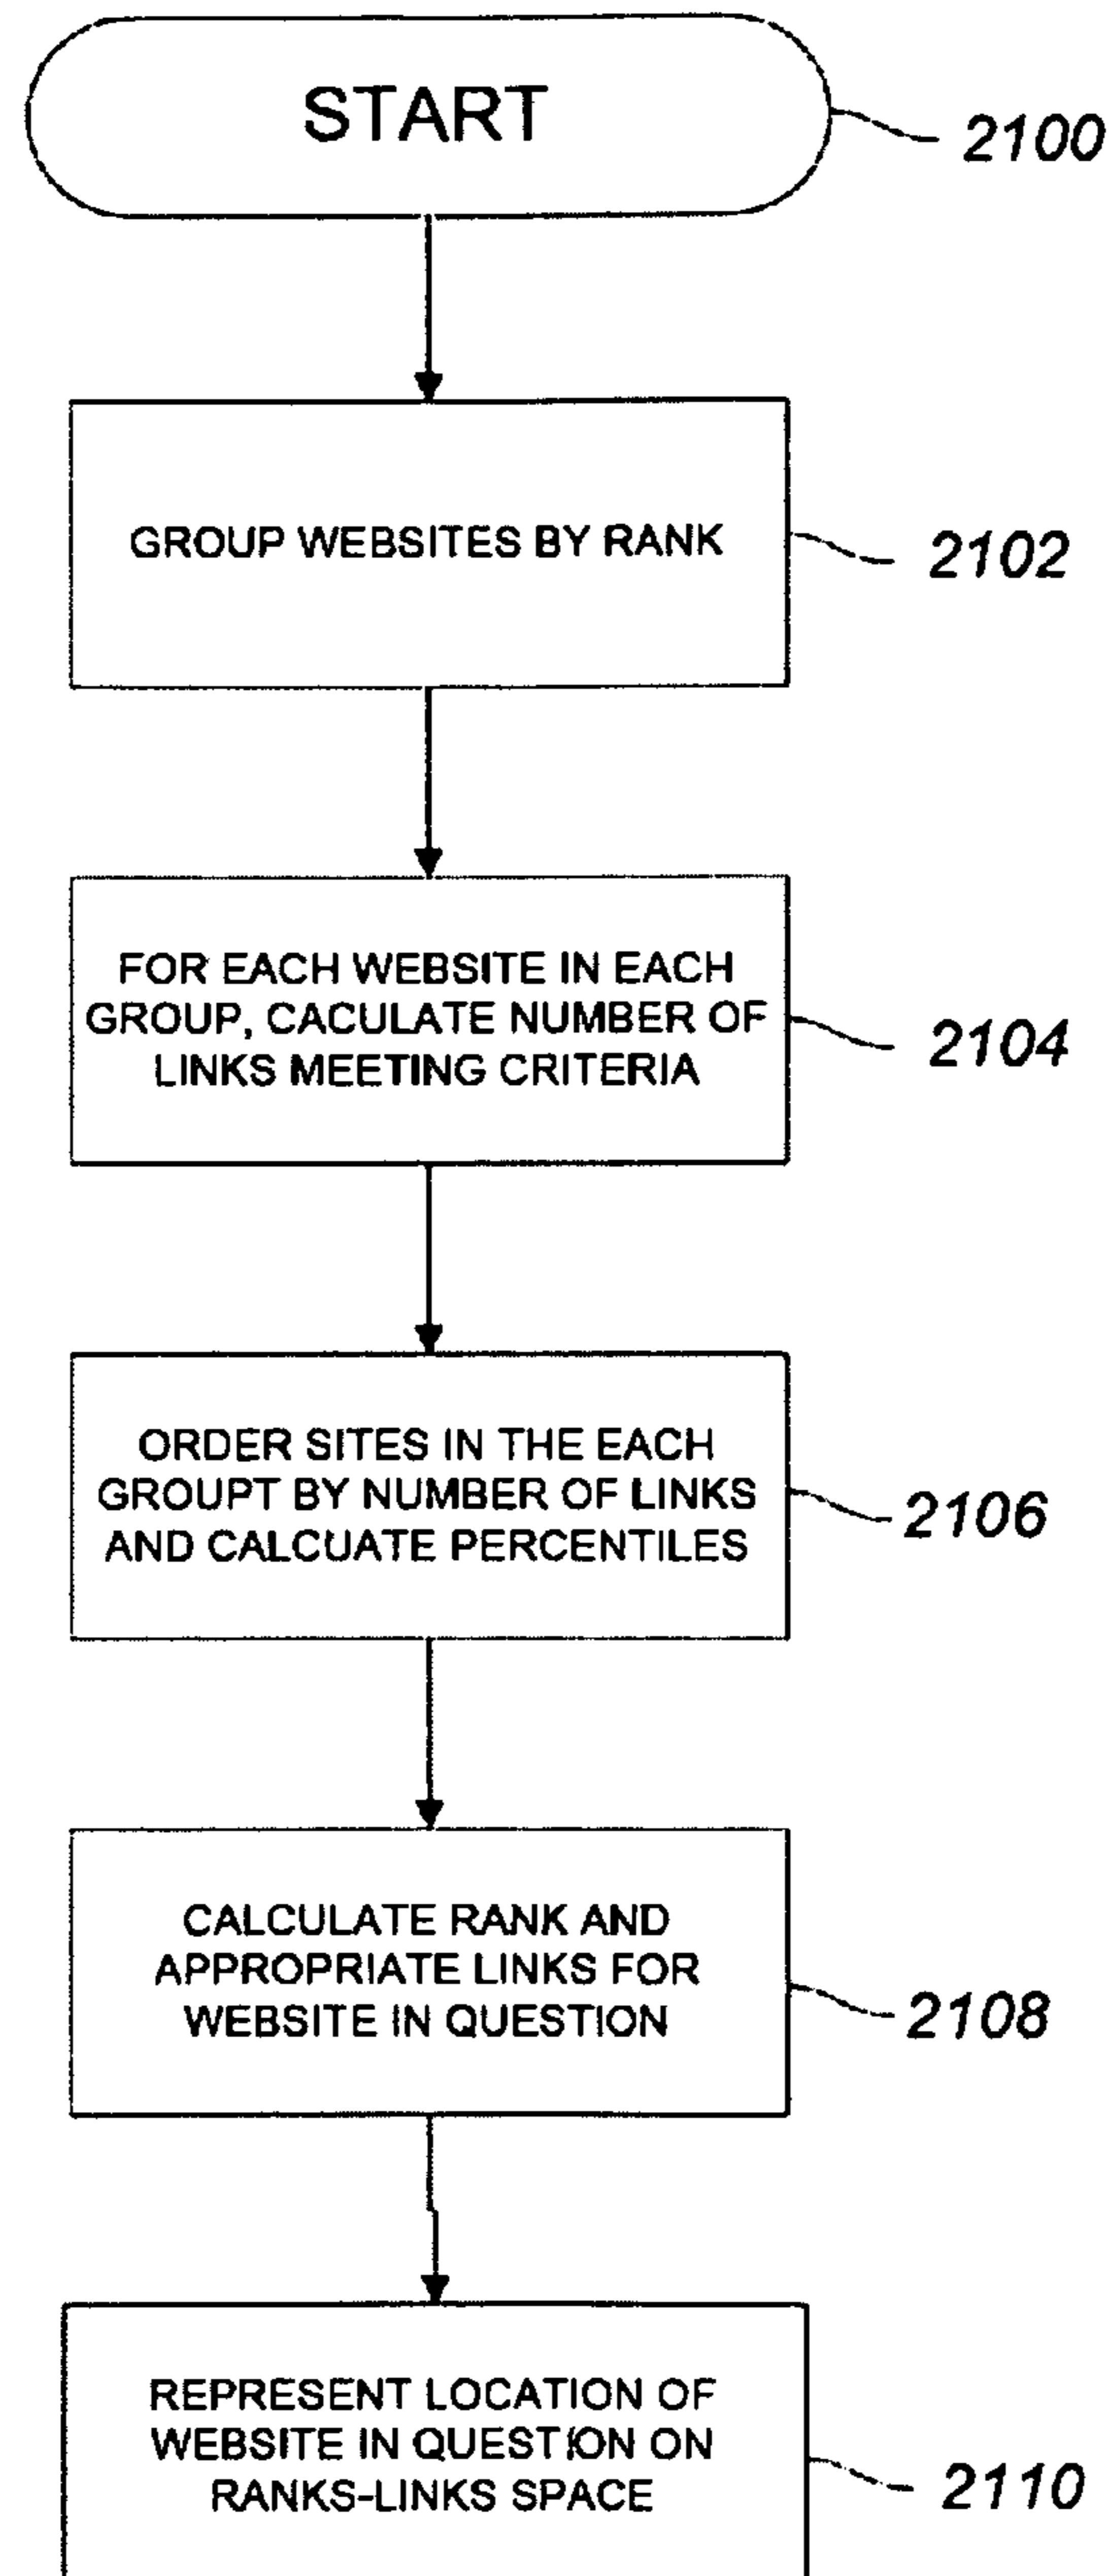 START
2100
GROUP WEBSITES BY RANK
2102
FOR EACH WEBSITE IN EACH
GROUP, CACULATE NUMBER OF
LINKS MEETING CRITERIA
2104
ORDER SITES IN THE EACH
GROUPT BY NUMBER OF LINKS
AND CALCUATE PERCENTILES
2106
CALCULATE RANK AND
APPROPRIATE LINKS FOR
WEBSITE IN QUESTION
2108
REPRESENT LOCATION OF
WEBSITE IN QUESTION ON
RANKS-LINKS SPACE
2110